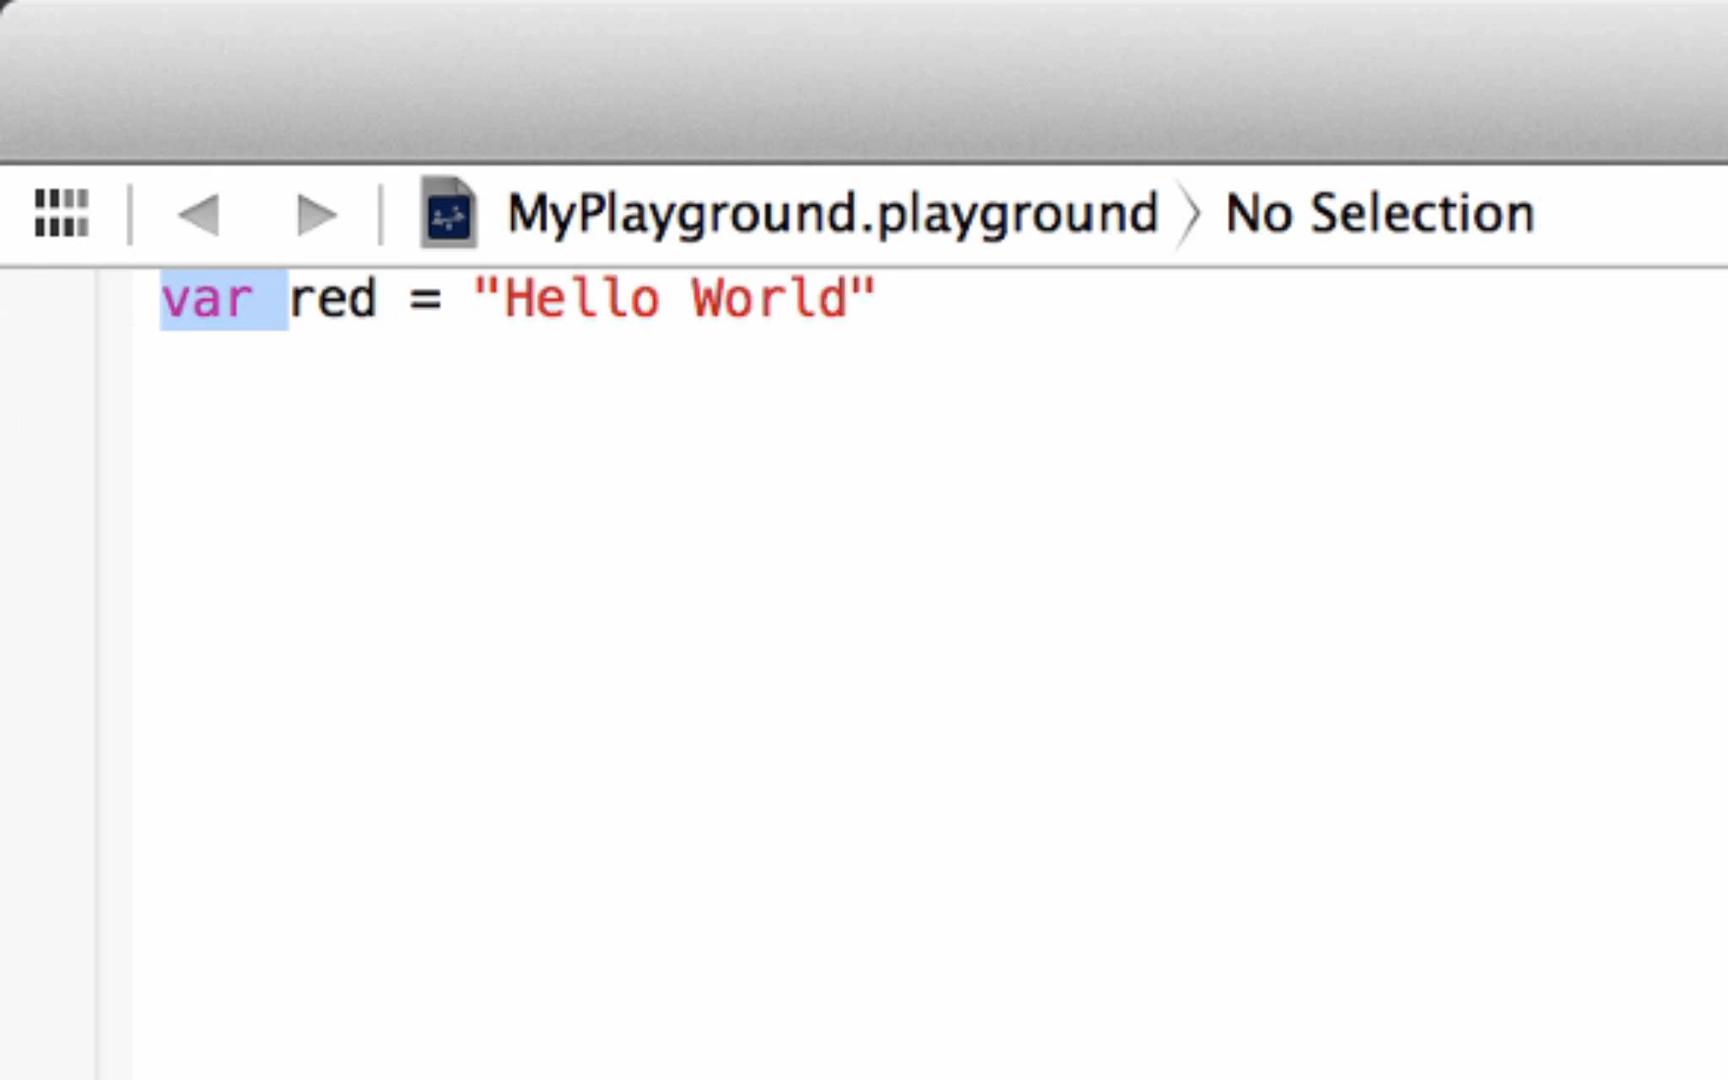 MyPlayground.playground 〉 No Selection
var red = "Hello World"